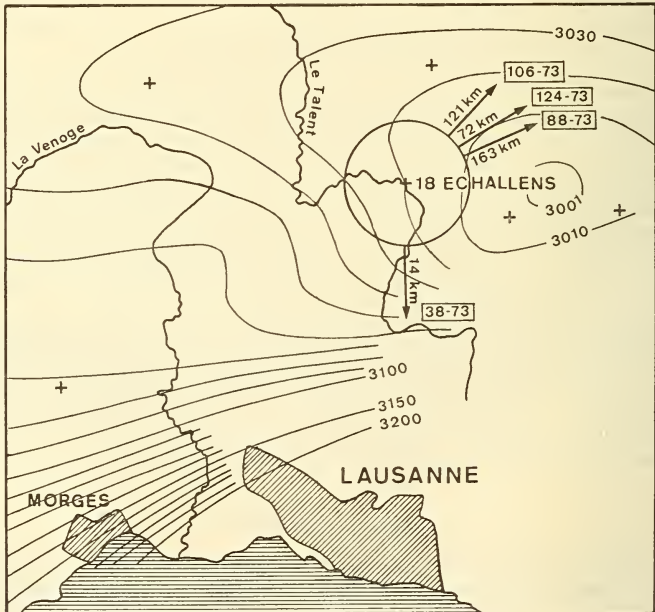 3030
Le Talent
106-73
121 km
124-73
72 km
88-73
163 km
La Venoge
18 ECHALLENS
3001
3010
14 km
38-73
3100
3150
3200
LAUSANNE
MORGES